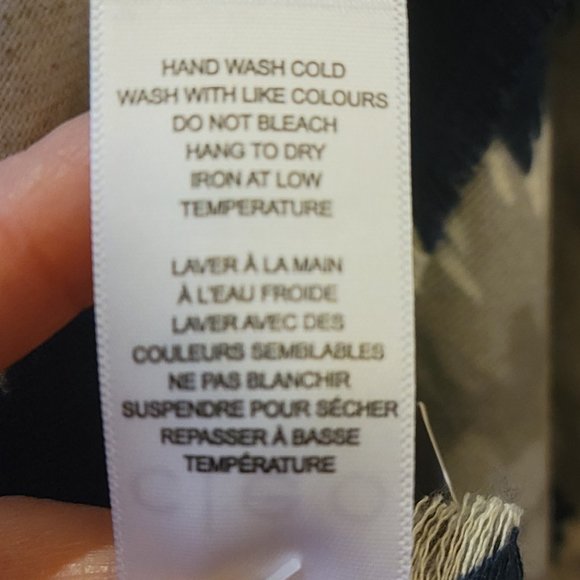 HAND WASH COLD
WASH WITH LIKE COLOURS
DO NOT BLEACH
HANG TO DRY
IRON AT LOW
TEMPERATURE
LAVER À LA MAIN
À L'EAU FROIDE
LAVER AVEC DES
COULEURS SEMBLABLES
NE PAS BLANCHIR
SUSPENDRE POUR SÉCHER
REPASSER À BASSE
TEMPÉRATURE